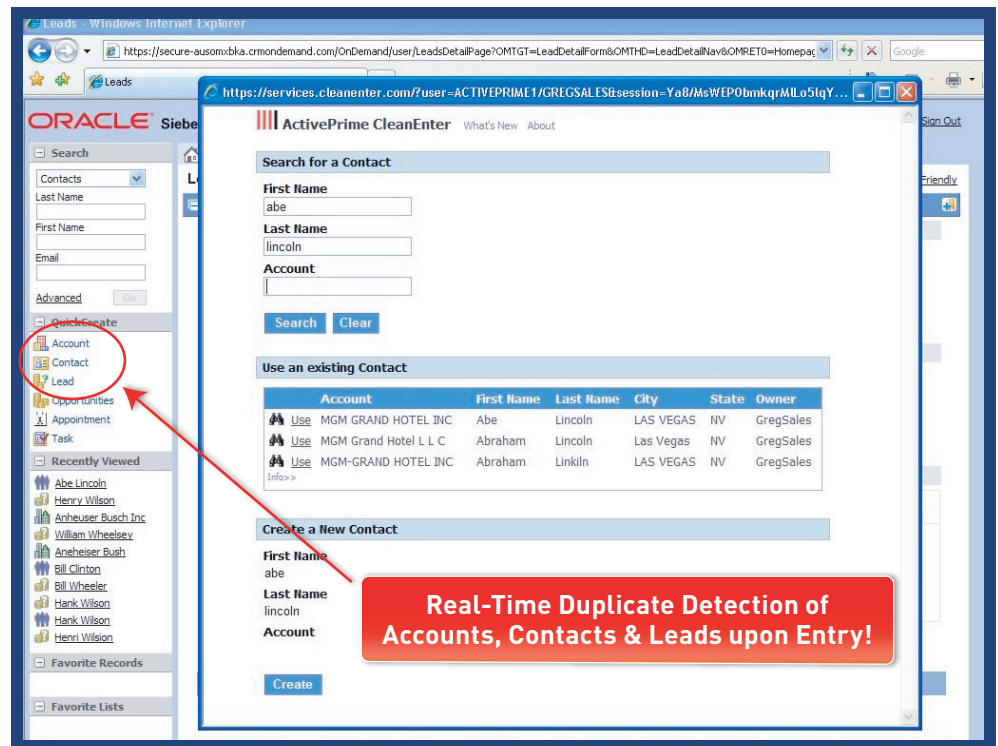 Leads - Windows Internet Explorer
https://secure-ausomxbka.crmondemand.com/OnDemand/user/LeadsDetailPage?OMTGT=LeadDetailForm&OMTHD=LeadDetailNav&OMRET0=Homepag
Google
Leads
https://services.cleanenter.com/?user=ACTIVEPRIME1/GREGSALES&session=Ya8/MsWEPObmkqrMlLo5lqY...
ORACLE Siebe
Sign Out
Friendly
Search
Contacts
Last Name
First Name
Email
Advanced
Go
QuickCreate
Account
Contact
Lead
Opportunities
Appointment
Task
Recently Viewed
Abe Lincoln
Henry Wilson
Anheuser Busch Inc
William Wheelsey
Aneheiser Bush
Bill Clinton
Bill Wheeler
Hank Wilson
Hank Wilson
Henri Wilsion
Favorite Records
Favorite Lists
ActivePrime CleanEnter What's New About
Search for a Contact
First Name
abe
Last Name
lincoln
Account
Search Clear
Use an existing Contact
Account First Name Last Name City State Owner
Use MGM GRAND HOTEL INC Abe Lincoln LAS VEGAS NV GregSales
Use MGM Grand Hotel L L C Abraham Lincoln Las Vegas NV GregSales
Use MGM-GRAND HOTEL INC Abraham Linkiln LAS VEGAS NV GregSales
Info>>
Create a New Contact
First Name
abe
Last Name
lincoln
Account
Create
Real-Time Duplicate Detection of
Accounts, Contacts & Leads upon Entry!